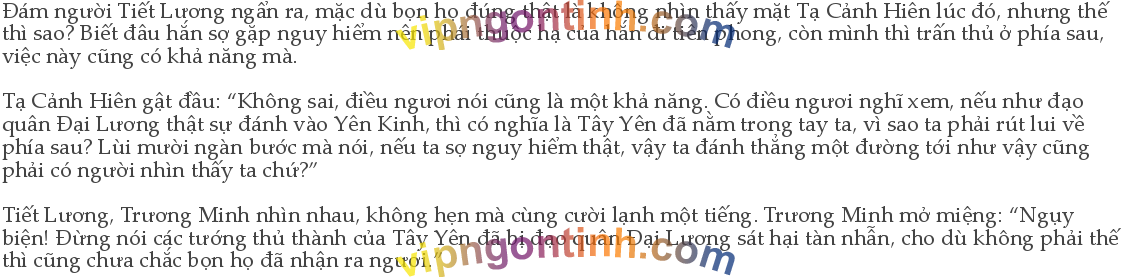 Đám người Tiết Lương ngẩn ra, mặc dù bọn họ đúng thật là không nhìn thấy mặt Tạ Cảnh Hiên lúc đó, nhưng thế
thì sao? Biết đâu hắn sợ gặp nguy hiểm nên phái thuộc hạ của hắn đi tiên phong, còn mình thì trấn thủ ở phía sau,
việc này cũng có khả năng mà.
Tạ Cảnh Hiên gật đầu: “Không sai, điều ngươi nói cũng là một khả năng. Có điều ngươi nghĩ xem, nếu như đạo
quân Đại Lương thật sự đánh vào Yên Kinh, thì có nghĩa là Tây Yên đã nằm trong tay ta, vì sao ta phải rút lui về
phía sau? Lùi mười ngàn bước mà nói, nếu ta sợ nguy hiểm thật, vậy ta đánh thẳng một đường tới như vậy cũng
phải có người nhìn thấy ta chứ?”
Tiết Lương, Trương Minh nhìn nhau, không hẹn mà cùng cười lạnh một tiếng. Trương Minh mở miệng: “Ngụy
biện! Đừng nói các tướng thủ thành của Tây Yên đã bị đạo quân Đại Lương sát hại tàn nhẫn, cho dù không phải thế
thì cũng chưa chắc bọn họ đã nhận ra ngươi.”
vipngontinh.com
vipngontinh.com